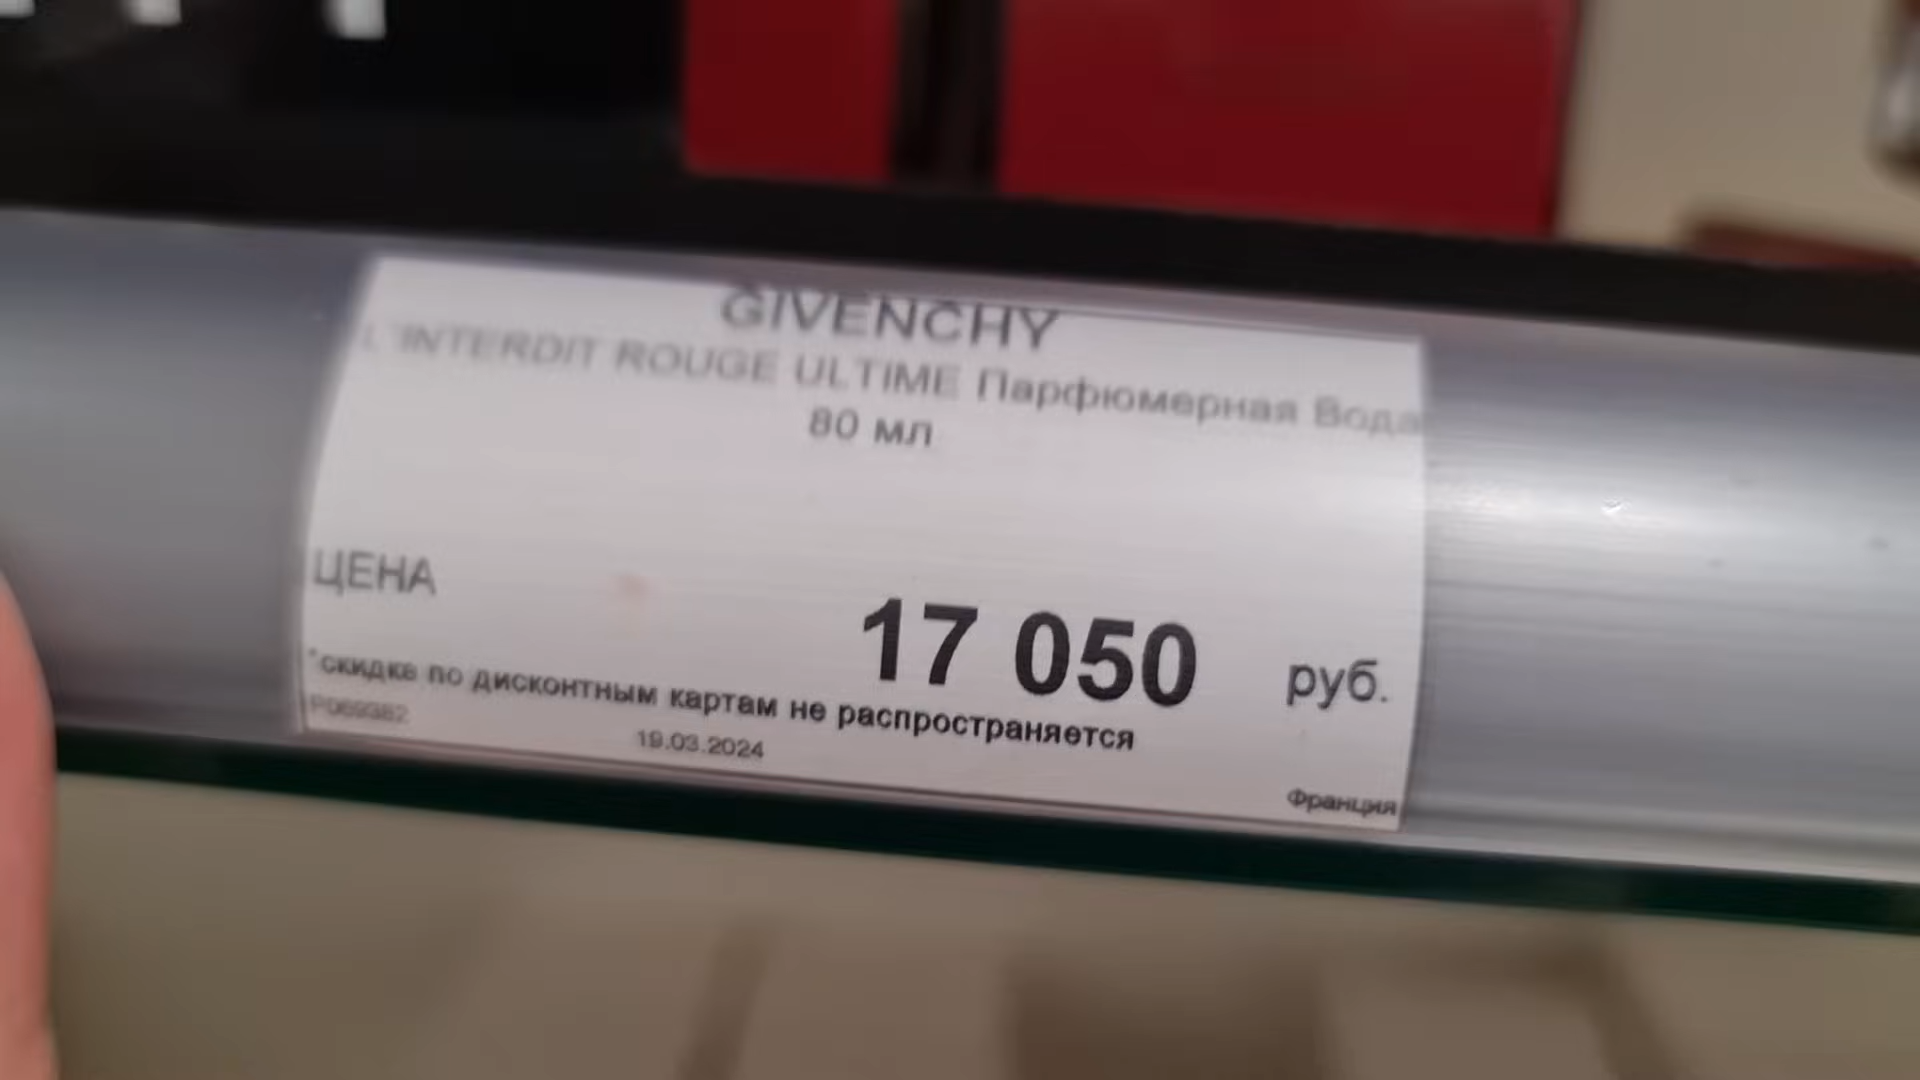 GIVENCHY
L'INTERDIT ROUGE ULTIME Парфюмерная Вода
80 мл
ЦЕНА
17 050 руб.
*скидка по дисконтным картам не распространяется
P069382
19.03.2024
Франция